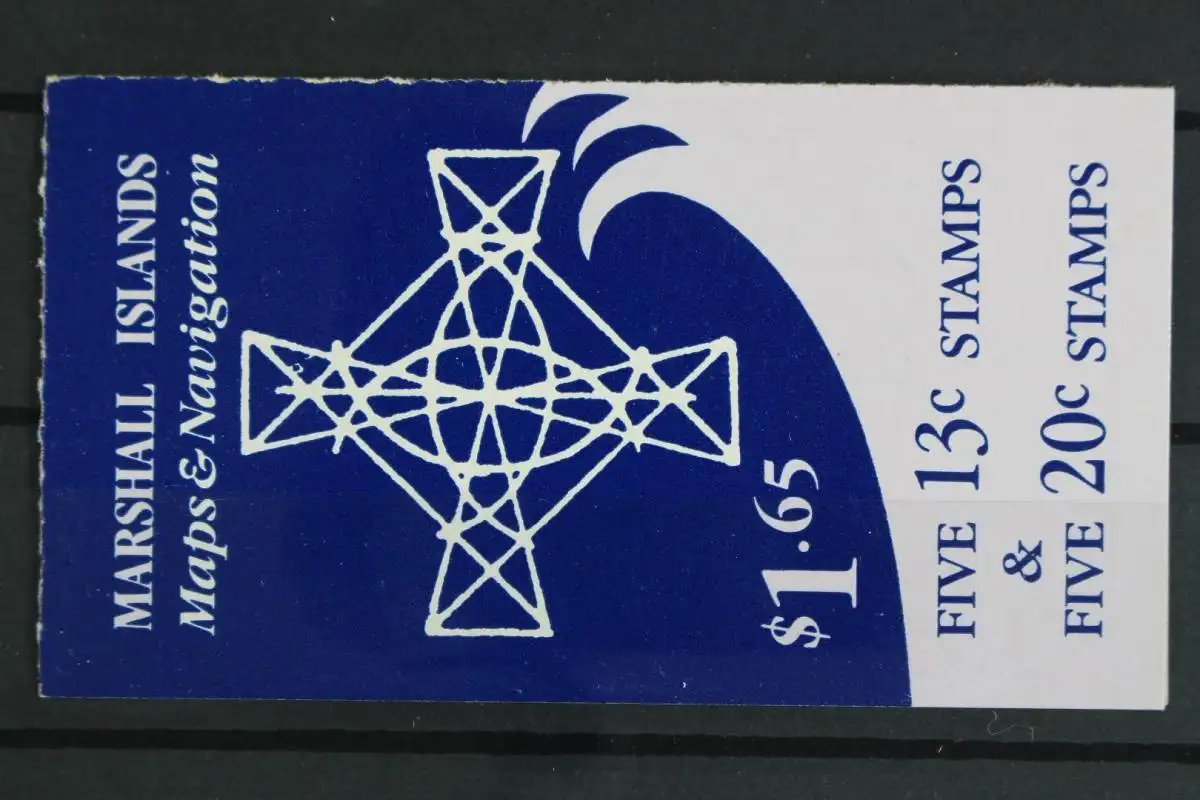 MARSHALL ISLANDS
Maps & Navigation
$1.65
FIVE 13c STAMPS
&
FIVE 20c STAMPS